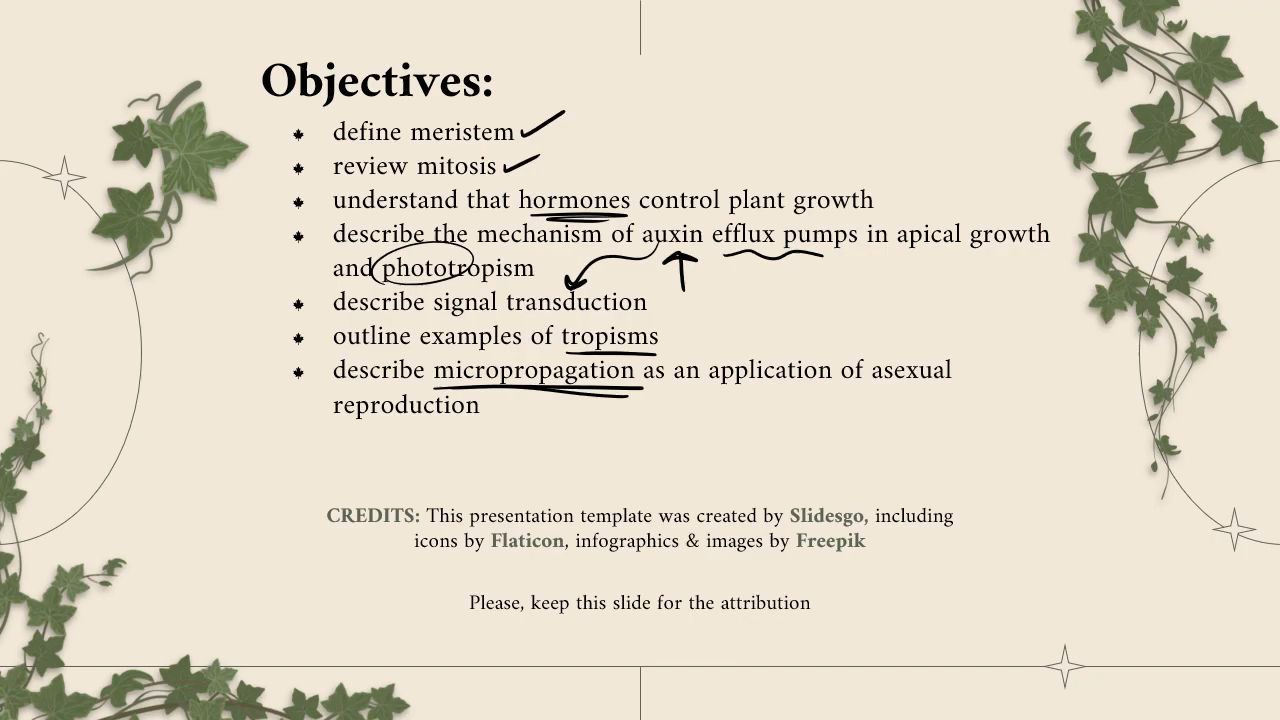 Objectives:
define meristem
review mitosis
understand that hormones control plant growth
describe the mechanism of auxin efflux pumps in apical growth
and phototropism
describe signal transduction
outline examples of tropisms
describe micropropagation as an application of asexual
reproduction
CREDITS: This presentation template was created by Slidesgo, including
icons by Flaticon, infographics & images by Freepik
Please, keep this slide for the attribution